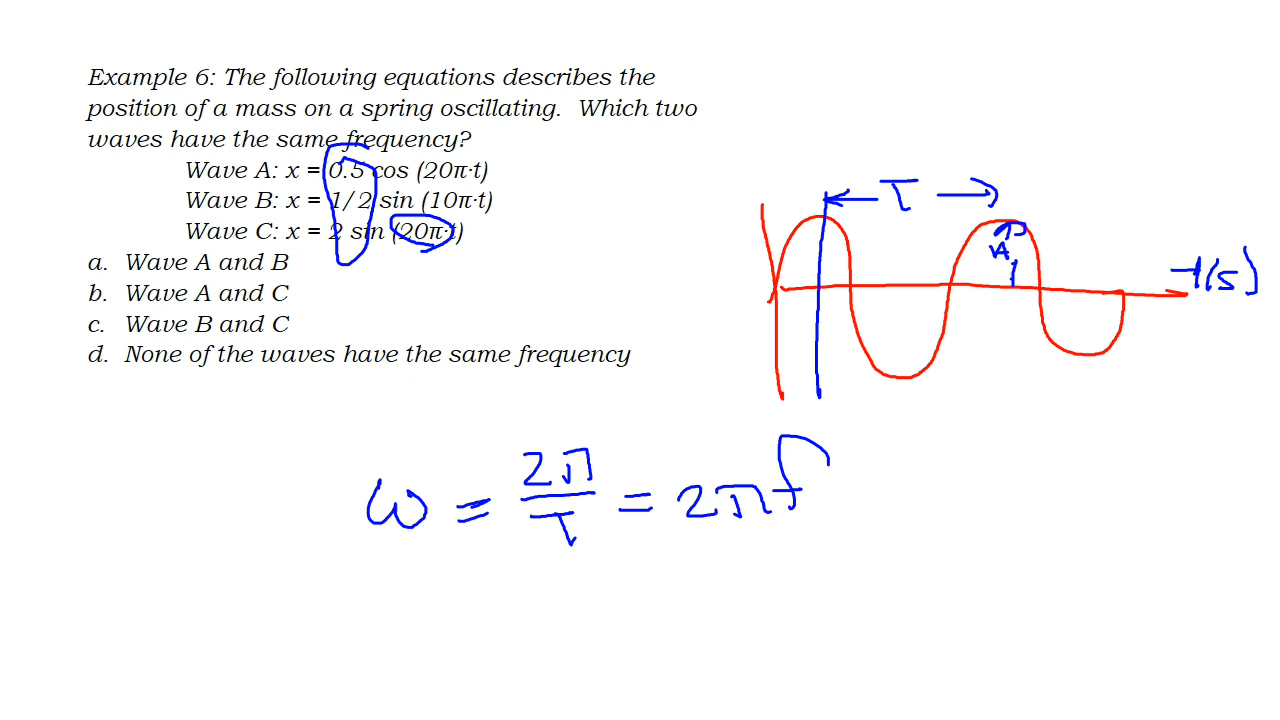 Example 6: The following equations describes the
position of a mass on a spring oscillating. Which two
waves have the same frequency?
Wave A: x = 0.5 cos (20π·t)
Wave B: x = 1/2 sin (10π·t)
Wave C: x = 2 sin (20π·t)
a. Wave A and B
b. Wave A and C
c. Wave B and C
d. None of the waves have the same frequency
T
A
t(s)
ω = 2π/T = 2πf